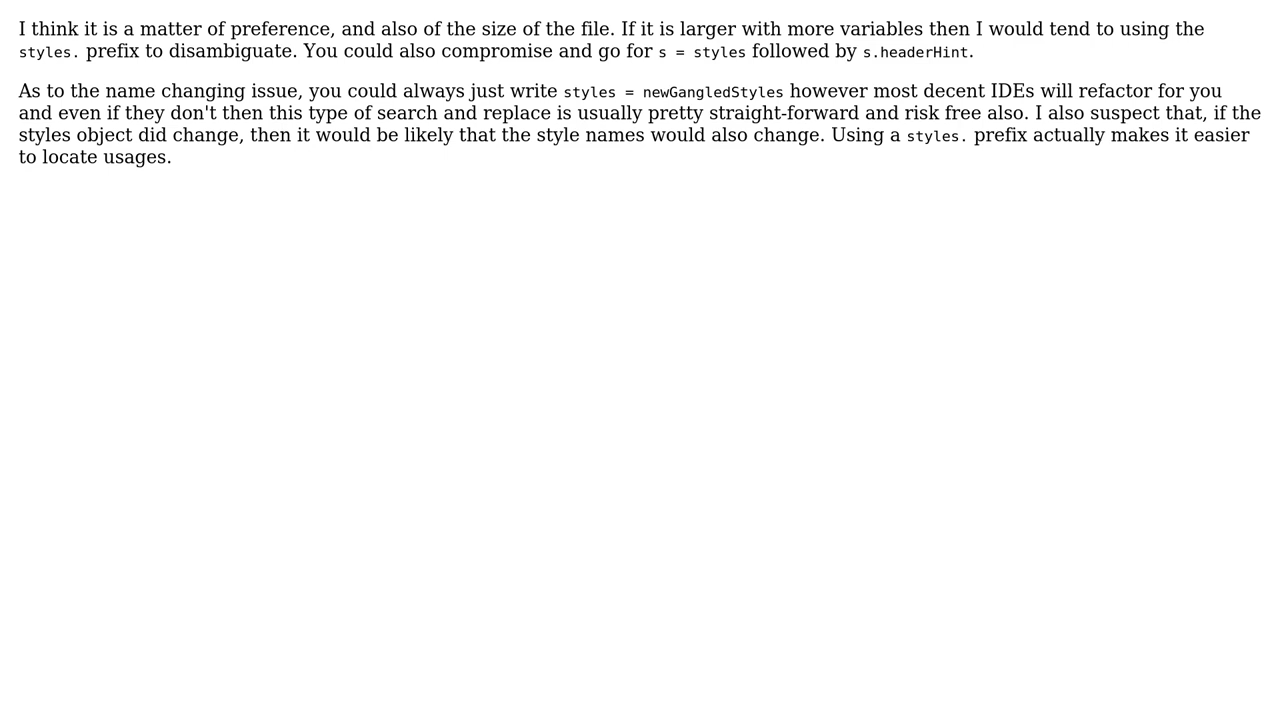 I think it is a matter of preference, and also of the size of the file. If it is larger with more variables then I would tend to using the
styles. prefix to disambiguate. You could also compromise and go for s = styles followed by s.headerHint.
As to the name changing issue, you could always just write styles = newGangledStyles however most decent IDEs will refactor for you
and even if they don't then this type of search and replace is usually pretty straight-forward and risk free also. I also suspect that, if the
styles object did change, then it would be likely that the style names would also change. Using a styles. prefix actually makes it easier
to locate usages.